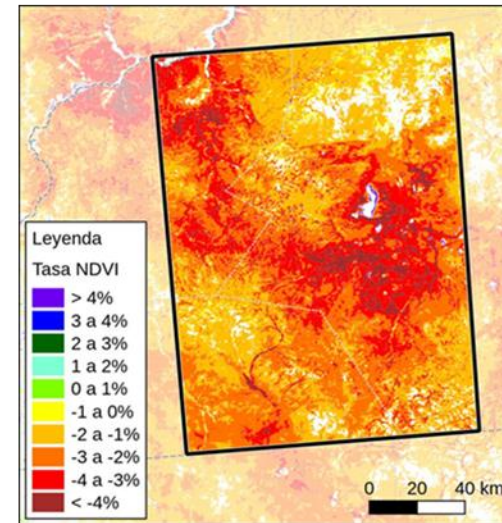 Leyenda
Tasa NDVI
> 4%
3 a 4%
2 a 3%
1 a 2%
0 a 1%
-1 a 0%
-2 a -1%
-3 a -2%
-4 a -3%
< -4%
0 20 40 km